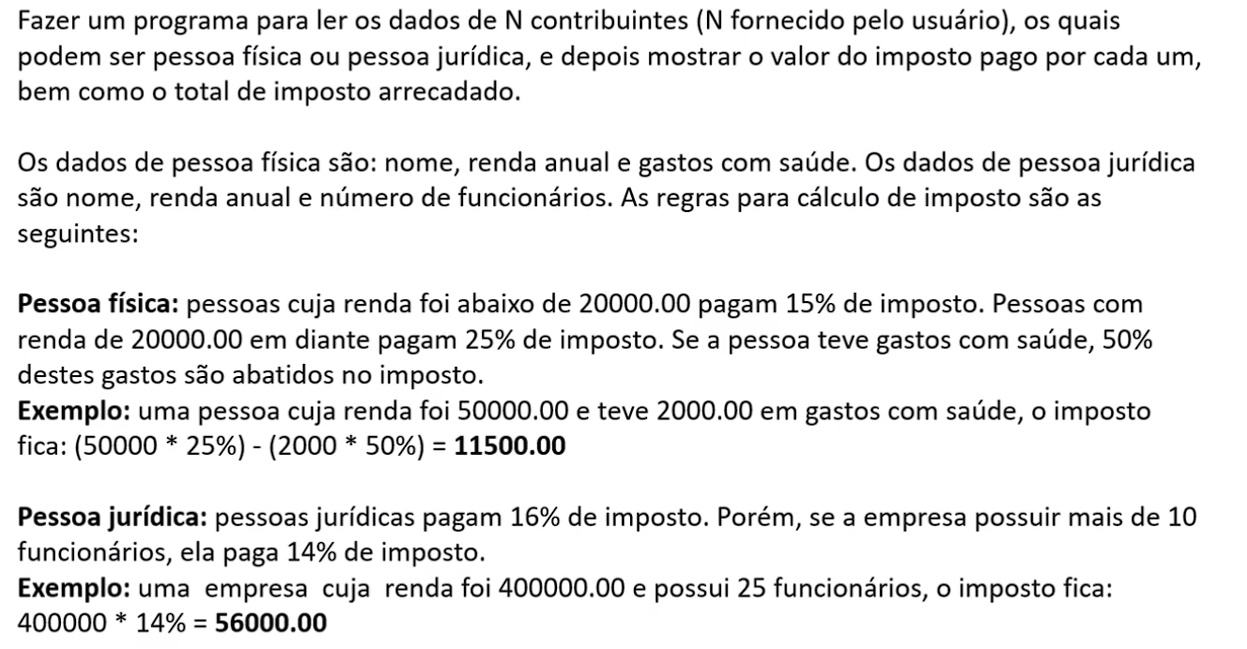 Fazer um programa para ler os dados de N contribuintes (N fornecido pelo usuário), os quais
podem ser pessoa física ou pessoa jurídica, e depois mostrar o valor do imposto pago por cada um,
bem como o total de imposto arrecadado.
Os dados de pessoa física são: nome, renda anual e gastos com saúde. Os dados de pessoa jurídica
são nome, renda anual e número de funcionários. As regras para cálculo de imposto são as
seguintes:
Pessoa física: pessoas cuja renda foi abaixo de 20000.00 pagam 15% de imposto. Pessoas com
renda de 20000.00 em diante pagam 25% de imposto. Se a pessoa teve gastos com saúde, 50%
destes gastos são abatidos no imposto.
Exemplo: uma pessoa cuja renda foi 50000.00 e teve 2000.00 em gastos com saúde, o imposto
fica: (50000 * 25%) - (2000 * 50%) = 11500.00
Pessoa jurídica: pessoas jurídicas pagam 16% de imposto. Porém, se a empresa possuir mais de 10
funcionários, ela paga 14% de imposto.
Exemplo: uma empresa cuja renda foi 400000.00 e possui 25 funcionários, o imposto fica:
400000 * 14% = 56000.00